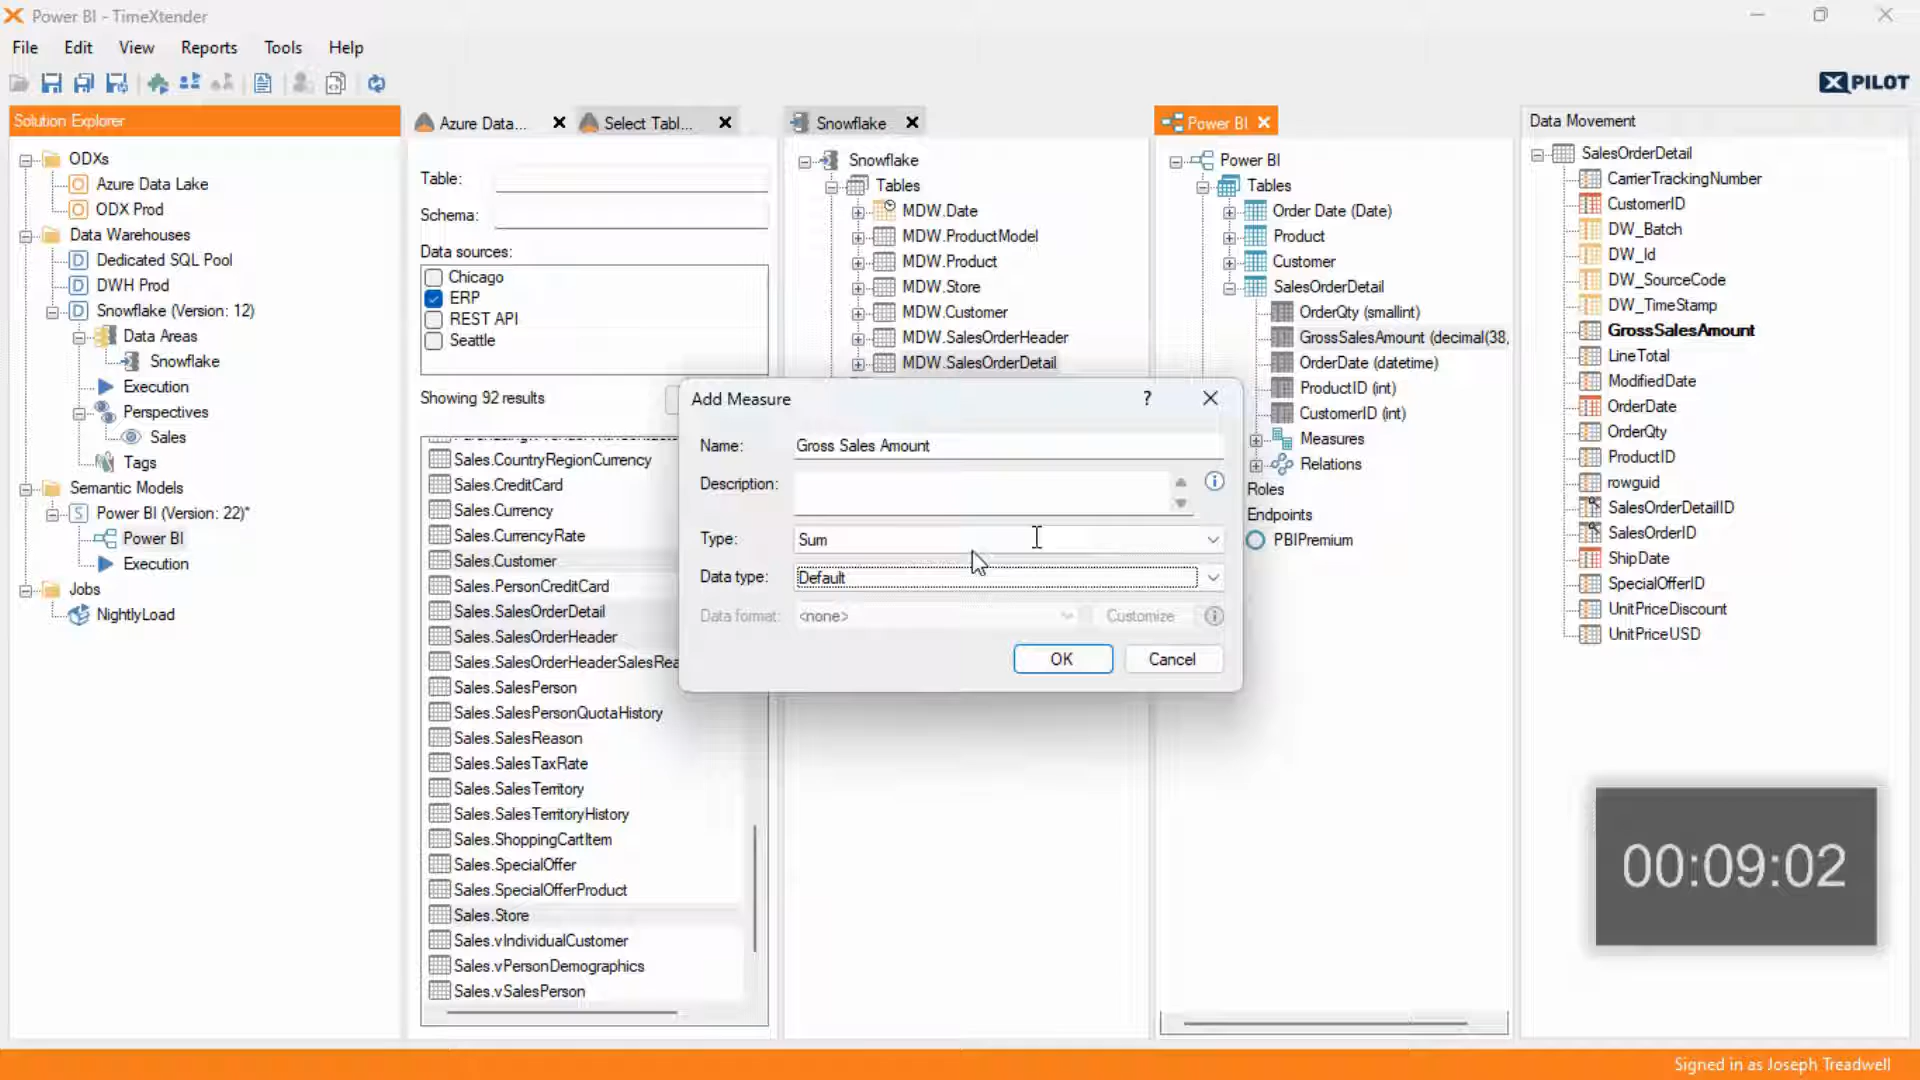 Power BI - TimeXtender
File Edit View Reports Tools Help
XPILOT
Solution Explorer
ODXs
Azure Data Lake
ODX Prod
Data Warehouses
Dedicated SQL Pool
DWH Prod
Snowflake (Version: 12)
Data Areas
Snowflake
Execution
Perspectives
Sales
Tags
Semantic Models
Power BI (Version: 22)*
Power BI
Execution
Jobs
NightlyLoad
Azure Data...
Select Tabl...
Table:
Schema:
Data sources:
Chicago
ERP
REST API
Seattle
Showing 92 results
Sales.CountryRegionCurrency
Sales.CreditCard
Sales.Currency
Sales.CurrencyRate
Sales.Customer
Sales.PersonCreditCard
Sales.SalesOrderDetail
Sales.SalesOrderHeader
Sales.SalesOrderHeaderSalesRea
Sales.SalesPerson
Sales.SalesPersonQuotaHistory
Sales.SalesReason
Sales.SalesTaxRate
Sales.SalesTerritory
Sales.SalesTerritoryHistory
Sales.ShoppingCartItem
Sales.SpecialOffer
Sales.SpecialOfferProduct
Sales.Store
Sales.vIndividualCustomer
Sales.vPersonDemographics
Sales.vSalesPerson
Snowflake
Snowflake
Tables
MDW.Date
MDW.ProductModel
MDW.Product
MDW.Store
MDW.Customer
MDW.SalesOrderHeader
MDW.SalesOrderDetail
Add Measure
?
Name: Gross Sales Amount
Description:
Type: Sum
Data type: Default
Data format: <none> Customize
OK Cancel
Power BI
Power BI
Tables
Order Date (Date)
Product
Customer
SalesOrderDetail
OrderQty (smallint)
GrossSalesAmount (decimal(38,
OrderDate (datetime)
ProductID (int)
CustomerID (int)
Measures
Relations
Roles
Endpoints
PBIPremium
Data Movement
SalesOrderDetail
CarrierTrackingNumber
CustomerID
DW_Batch
DW_Id
DW_SourceCode
DW_TimeStamp
GrossSalesAmount
LineTotal
ModifiedDate
OrderDate
OrderQty
ProductID
rowguid
SalesOrderDetailID
SalesOrderID
ShipDate
SpecialOfferID
UnitPriceDiscount
UnitPriceUSD
00:09:02
Signed in as Joseph Treadwell